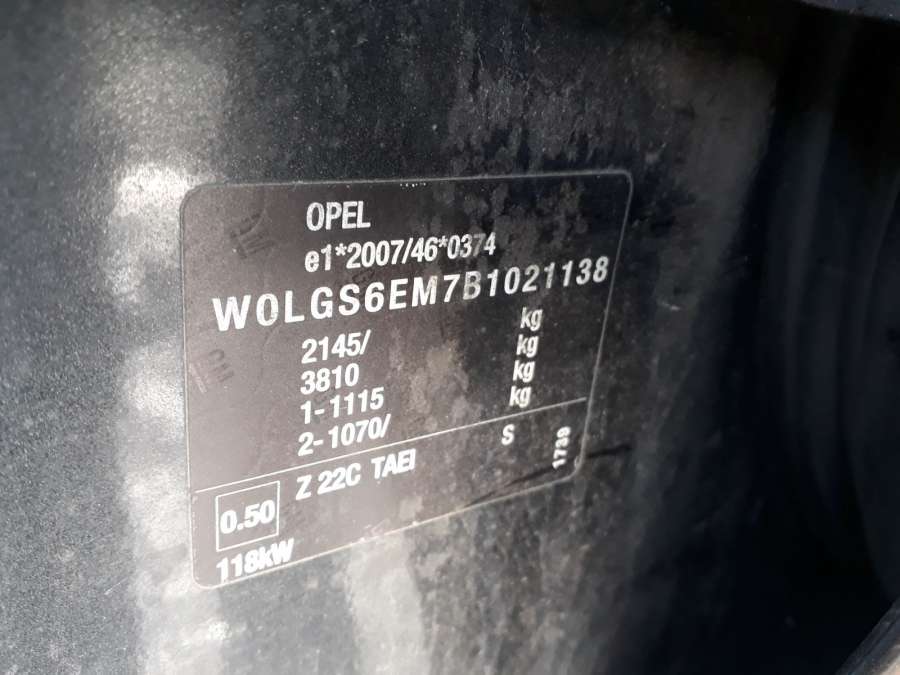 OPEL
e1*2007/46*0374
W0LGS6EM7B1021138
2145/ kg
3810 kg
1-1115 kg
2-1070/ kg
Z 22C TAEI S 1739
0.50
118kW